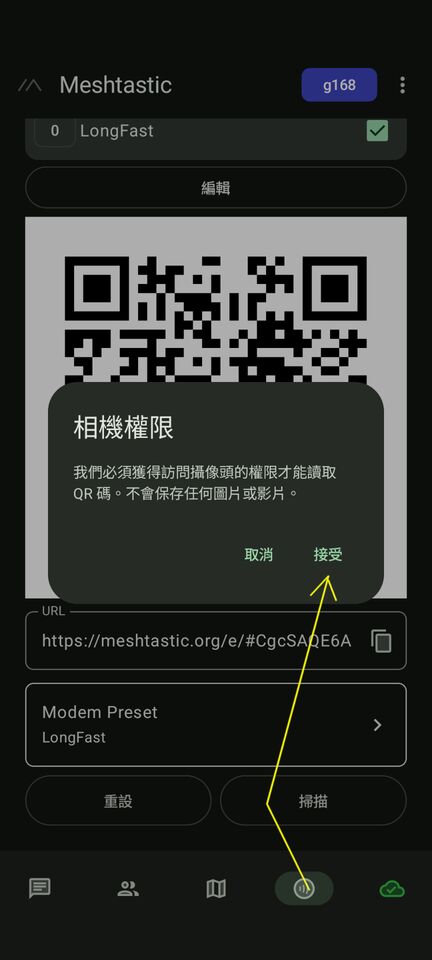 Meshtastic
g168
0
LongFast
編輯
相機權限
我們必須獲得訪問攝像頭的權限才能讀取
QR 碼。不會保存任何圖片或影片。
取消
接受
URL
https://meshtastic.org/e/#CgcSAQE6A
Modem Preset
LongFast
重設
掃描